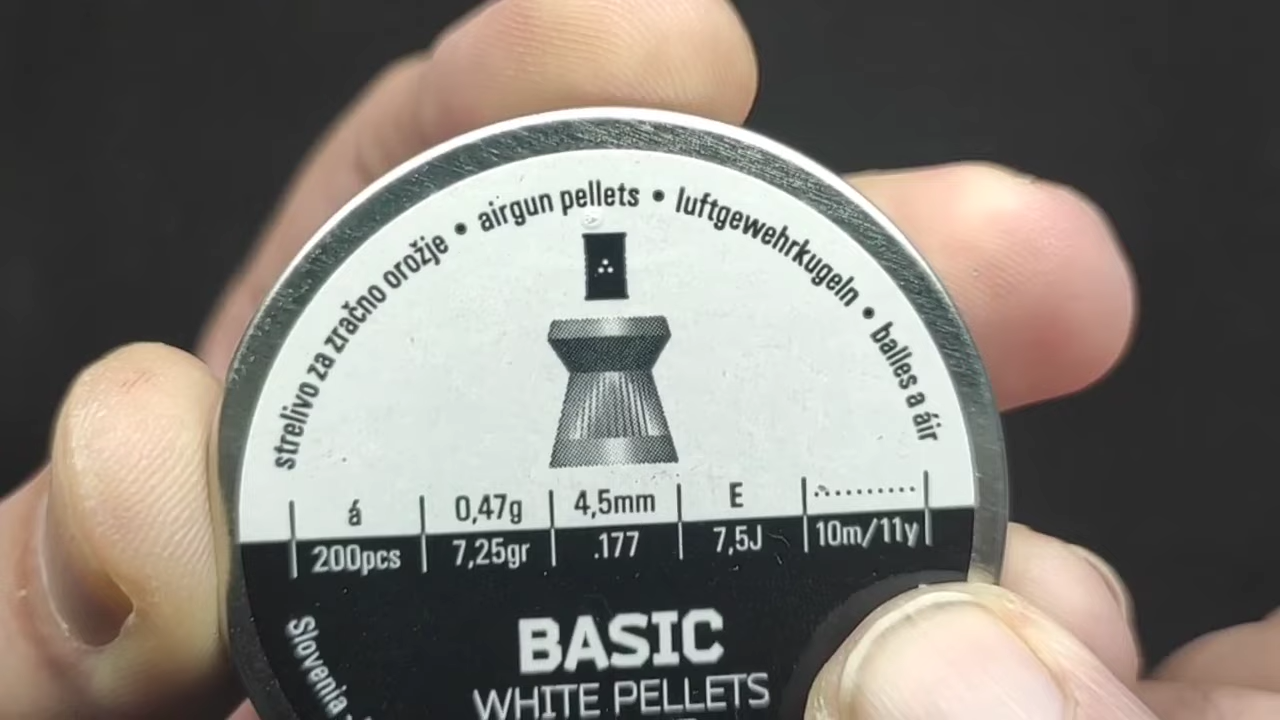 strelivo za zračno orožje • airgun pellets • luftgewehrkugeln • balles a áir
á 0,47g 4,5mm E
200pcs 7,25gr .177 7,5J 10m/11y
BASIC
WHITE PELLETS
Slovenia